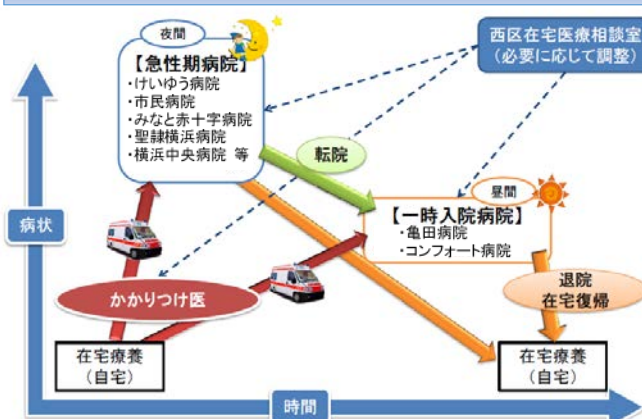 夜間
【急性期病院】
・けいゆう病院
・市民病院
・みなと赤十字病院
・聖隷横浜病院
・横浜中央病院 等
西区在宅医療相談室
（必要に応じて調整）
転院
昼間
【一時入院病院】
・亀田病院
・コンフォート病院
病状
かかりつけ医
退院
在宅復帰
在宅療養
（自宅）
在宅療養
（自宅）
時間